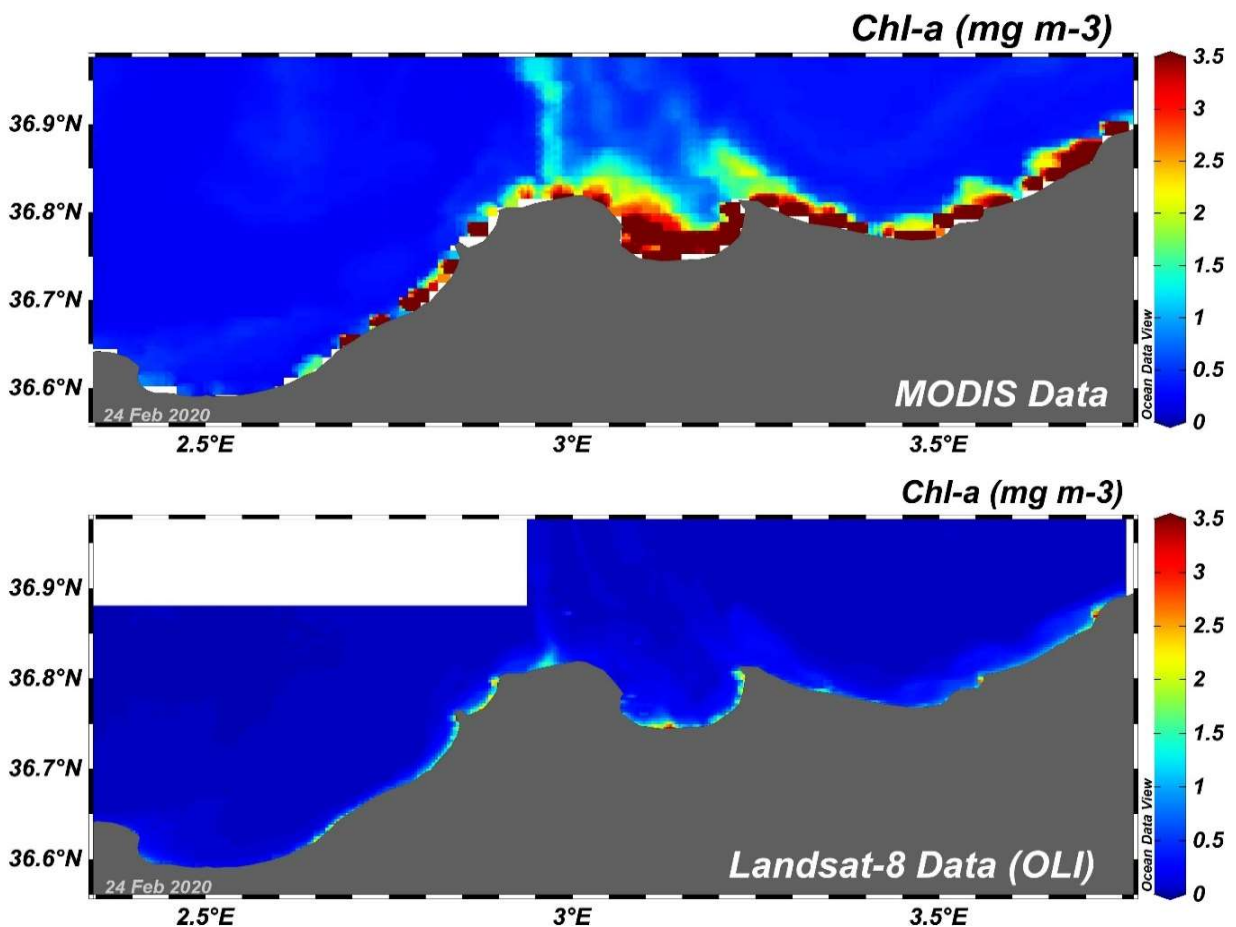 Chl-a (mg m-3)
36.9°N
36.8°N
36.7°N
36.6°N
24 Feb 2020
MODIS Data
Ocean Data View
3.5
3
2.5
2
1.5
1
0.5
0
2.5°E
3°E
3.5°E
Chl-a (mg m-3)
36.9°N
36.8°N
36.7°N
36.6°N
24 Feb 2020
Landsat-8 Data (OLI)
Ocean Data View
3.5
3
2.5
2
1.5
1
0.5
0
2.5°E
3°E
3.5°E